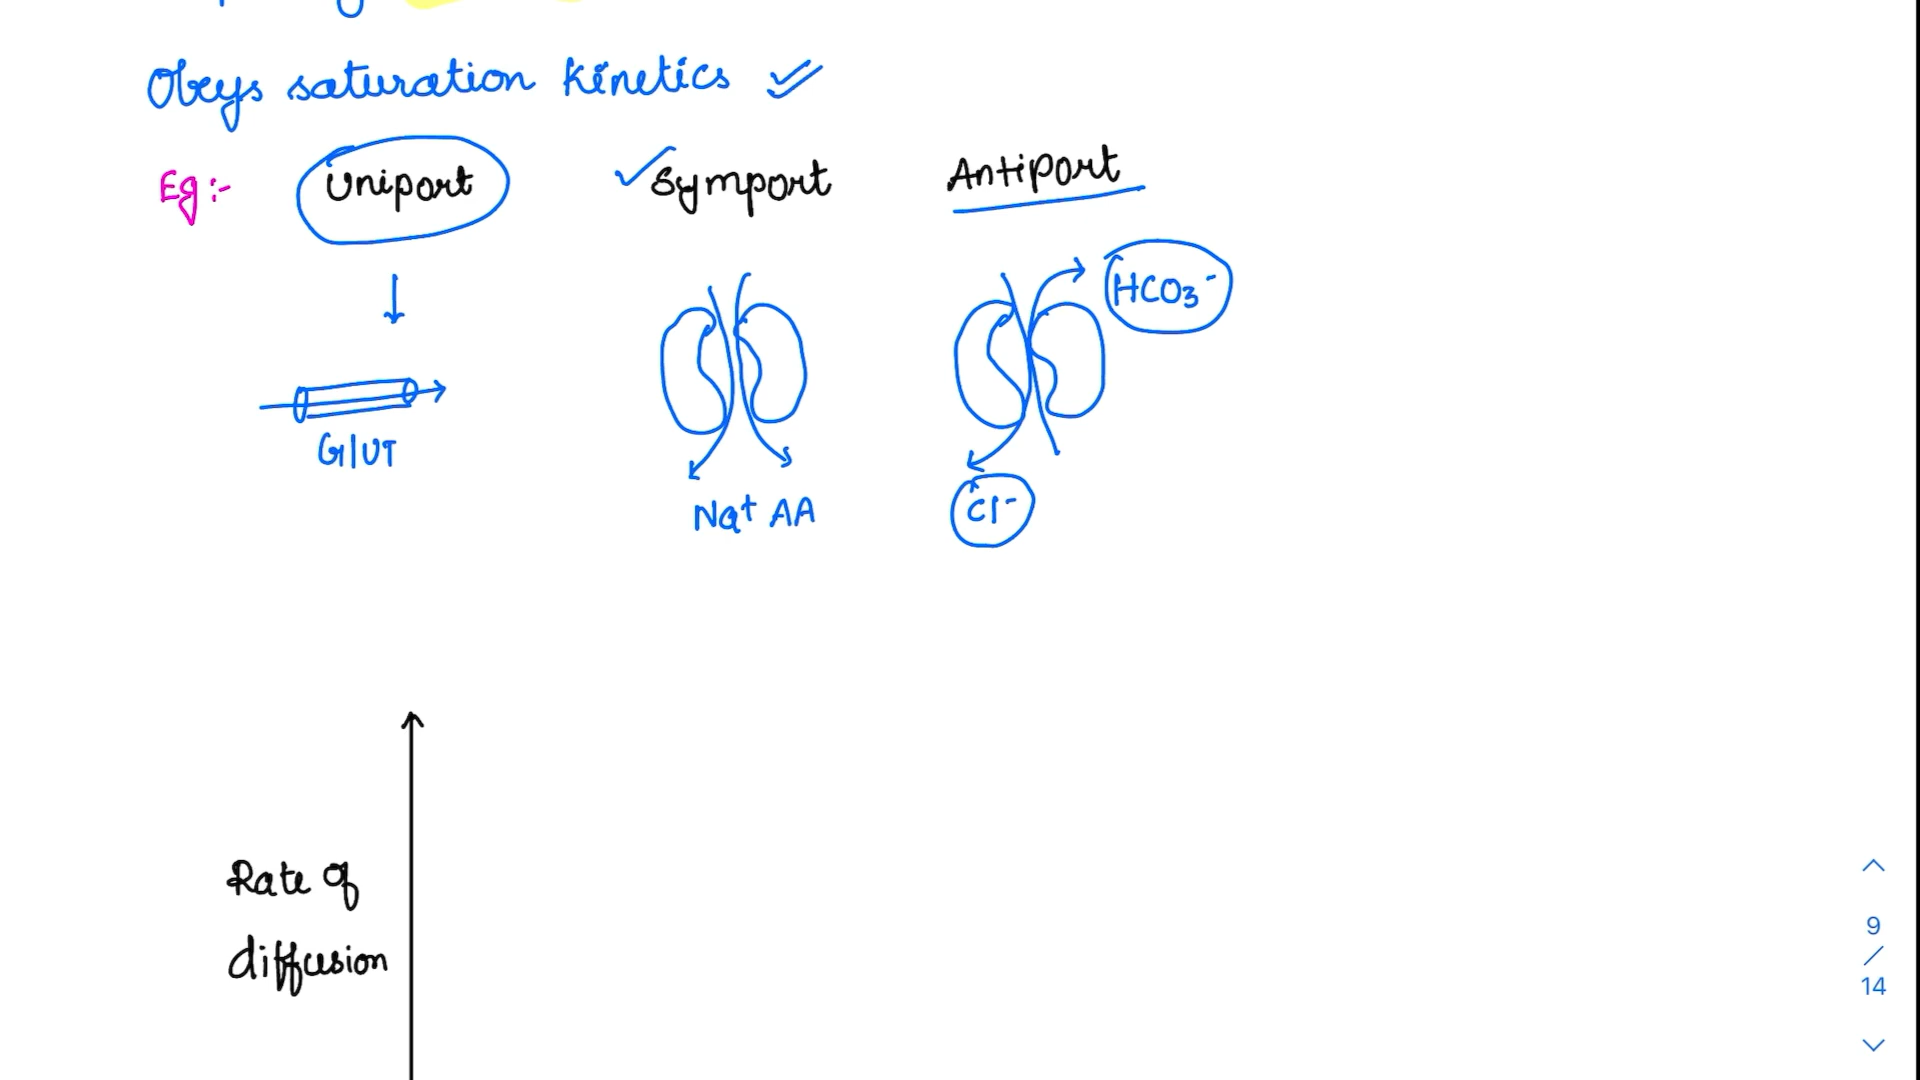 Obeys saturation kinetics
Eg:- Uniport Symport Antiport
HCO3-
GlUT
Na+ AA
Cl-
Rate of
diffusion
9
/
14